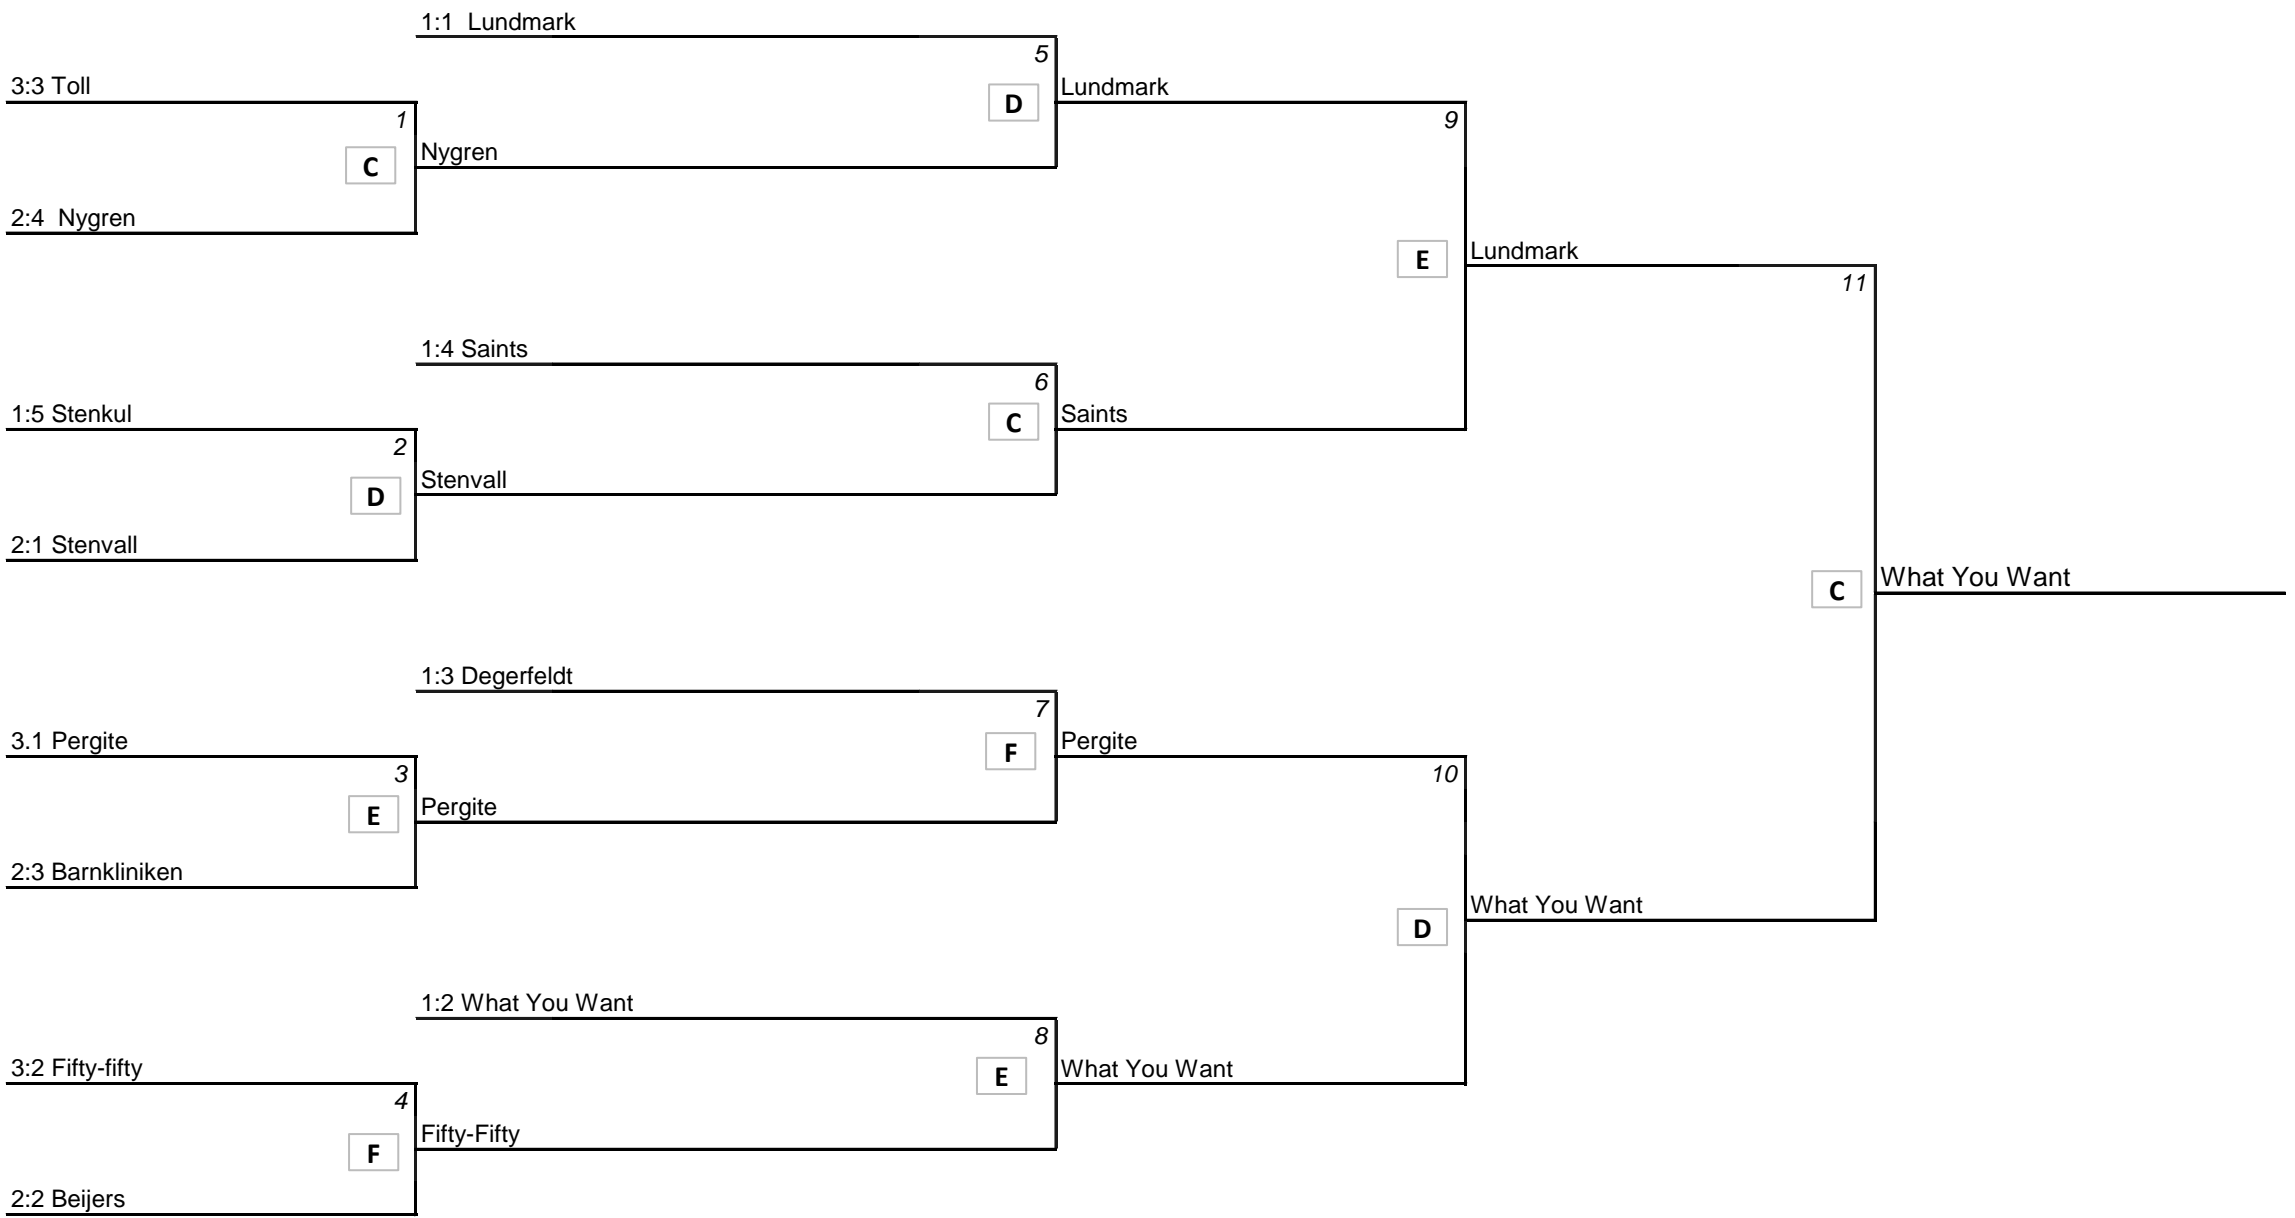 1:1  Lundmark
5
3:3 Toll
Lundmark
D
1
9
Nygren
C
2:4  Nygren
Lundmark
E
11
1:4 Saints
6
1:5 Stenkul
Saints
C
2
Stenvall
D
2:1 Stenvall
What You Want
C
1:3 Degerfeldt
7
3.1 Pergite
Pergite
F
3
10
Pergite
E
2:3 Barnkliniken
What You Want
D
1:2 What You Want
8
3:2 Fifty-fifty
What You Want
E
4
Fifty-Fifty
F
2:2 Beijers